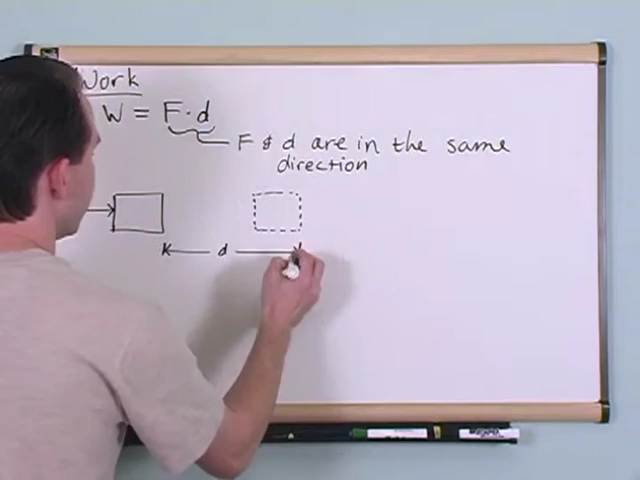 Work
W = F · d
F & d are in the same
direction
d